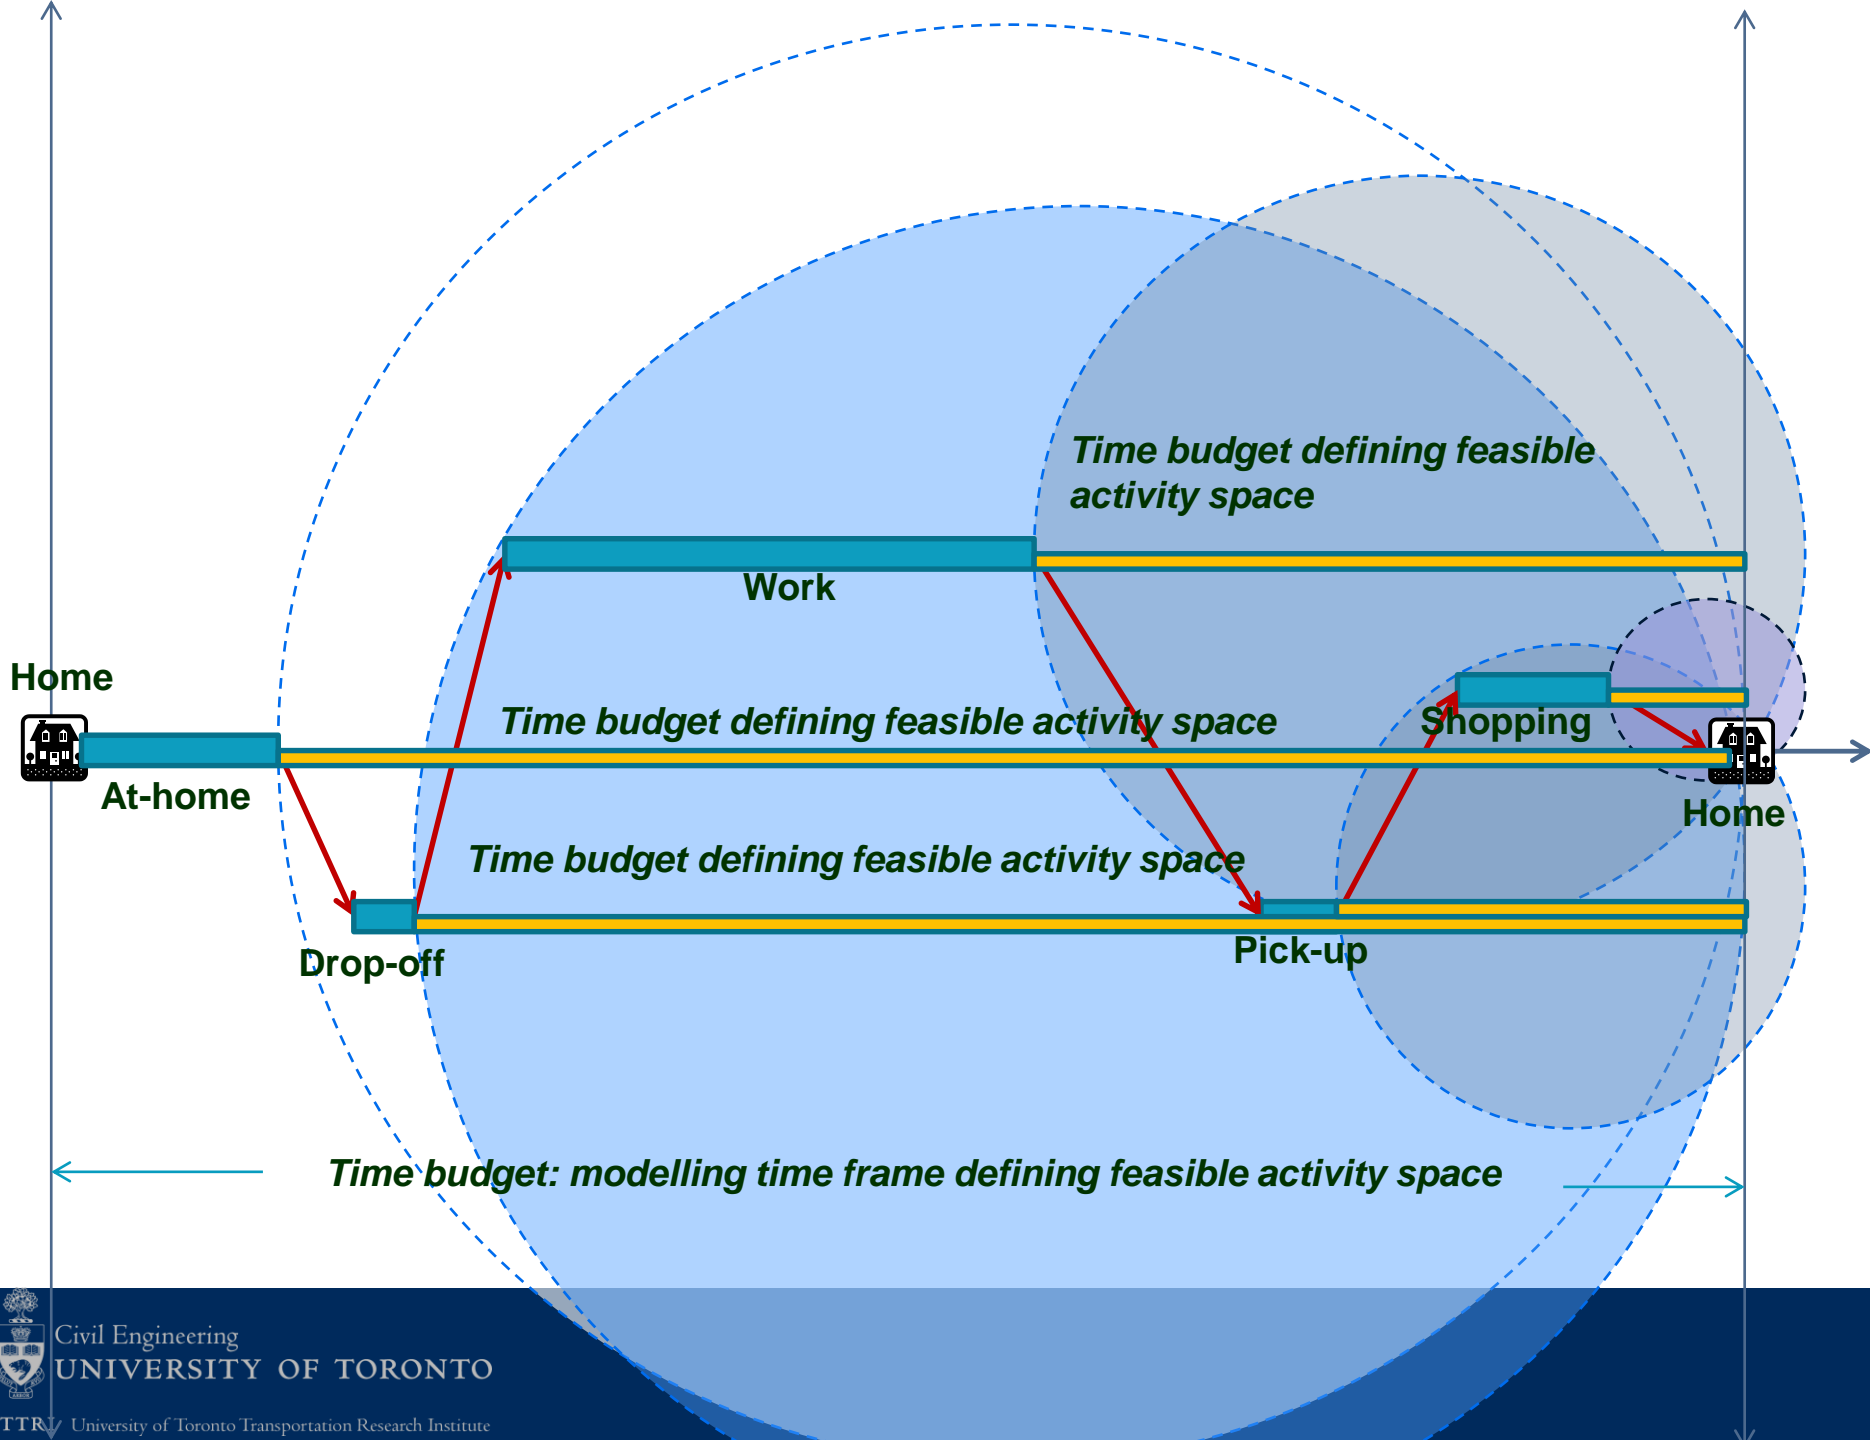 Time budget defining feasible
activity space
Work
Home
Time budget defining feasible activity space
Shopping
At-home
Home
Time budget defining feasible activity space
Drop-off
Pick-up
Time budget: modelling time frame defining feasible activity space
Civil Engineering
UNIVERSITY OF TORONTO
University of Toronto Transportation Research Institute